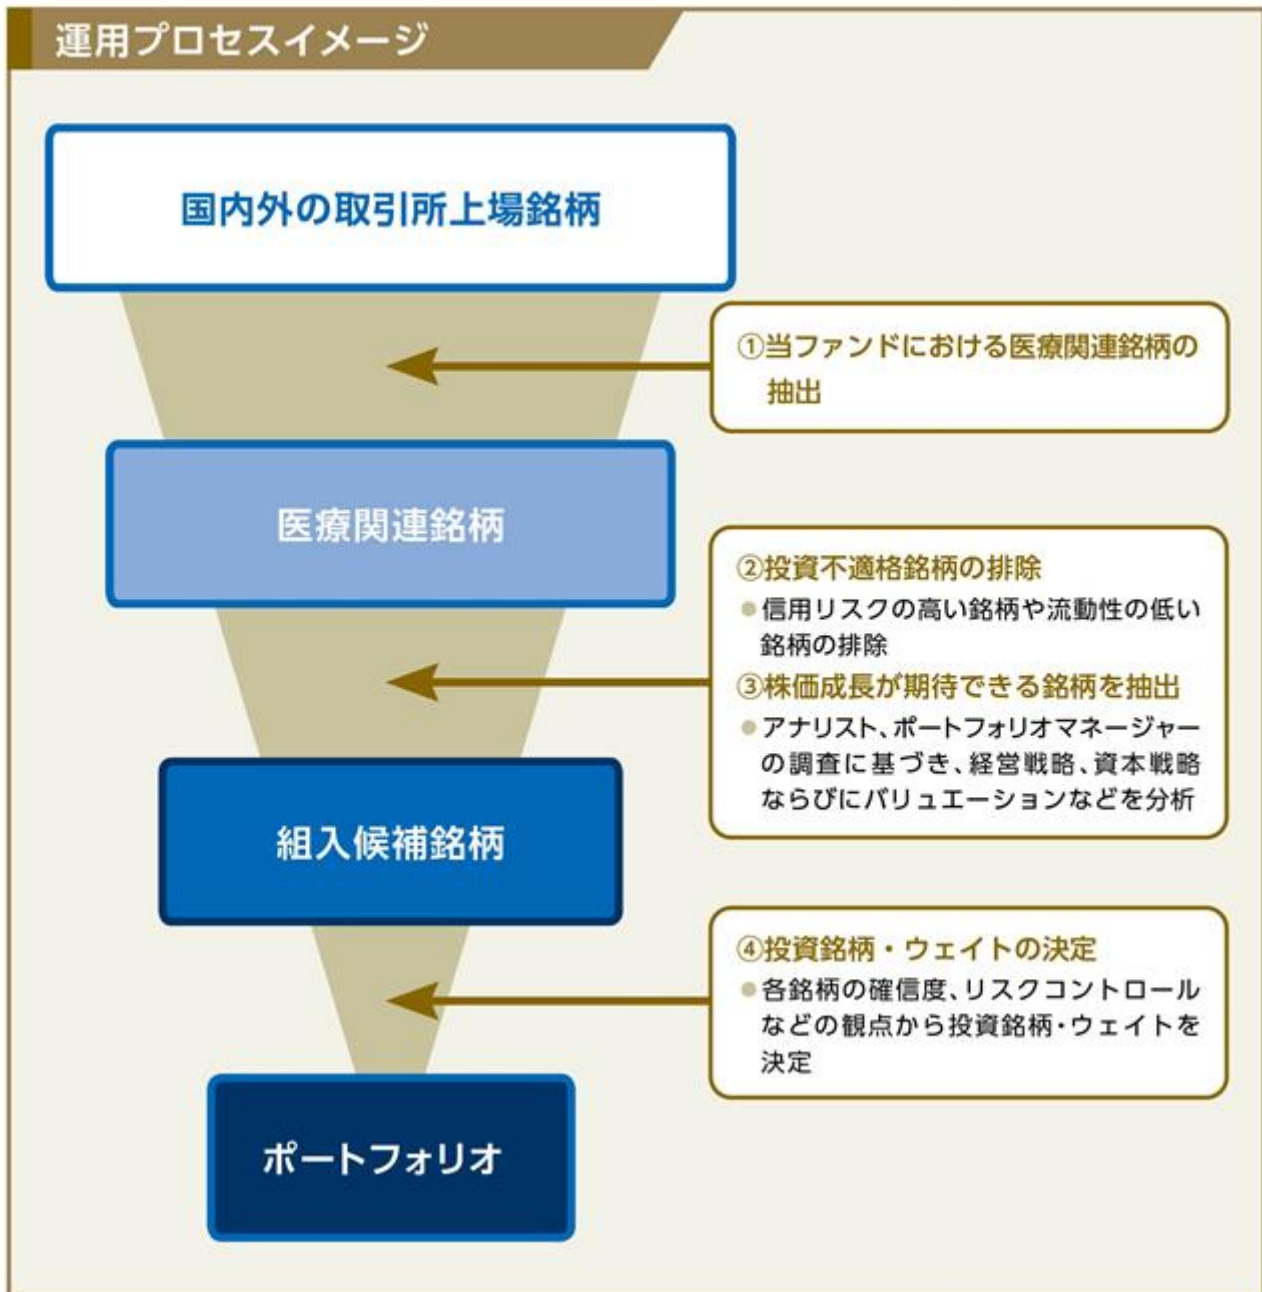 運用プロセスイメージ
国内外の取引所上場銘柄
①当ファンドにおける医療関連銘柄の
抽出
医療関連銘柄
②投資不適格銘柄の排除
●信用リスクの高い銘柄や流動性の低い
銘柄の排除
③株価成長が期待できる銘柄を抽出
●アナリスト、ポートフォリオマネージャー
の調査に基づき、経営戦略、資本戦略
ならびにバリュエーションなどを分析
組入候補銘柄
④投資銘柄・ウェイトの決定
●各銘柄の確信度、リスクコントロール
などの観点から投資銘柄・ウェイトを
決定
ポートフォリオ